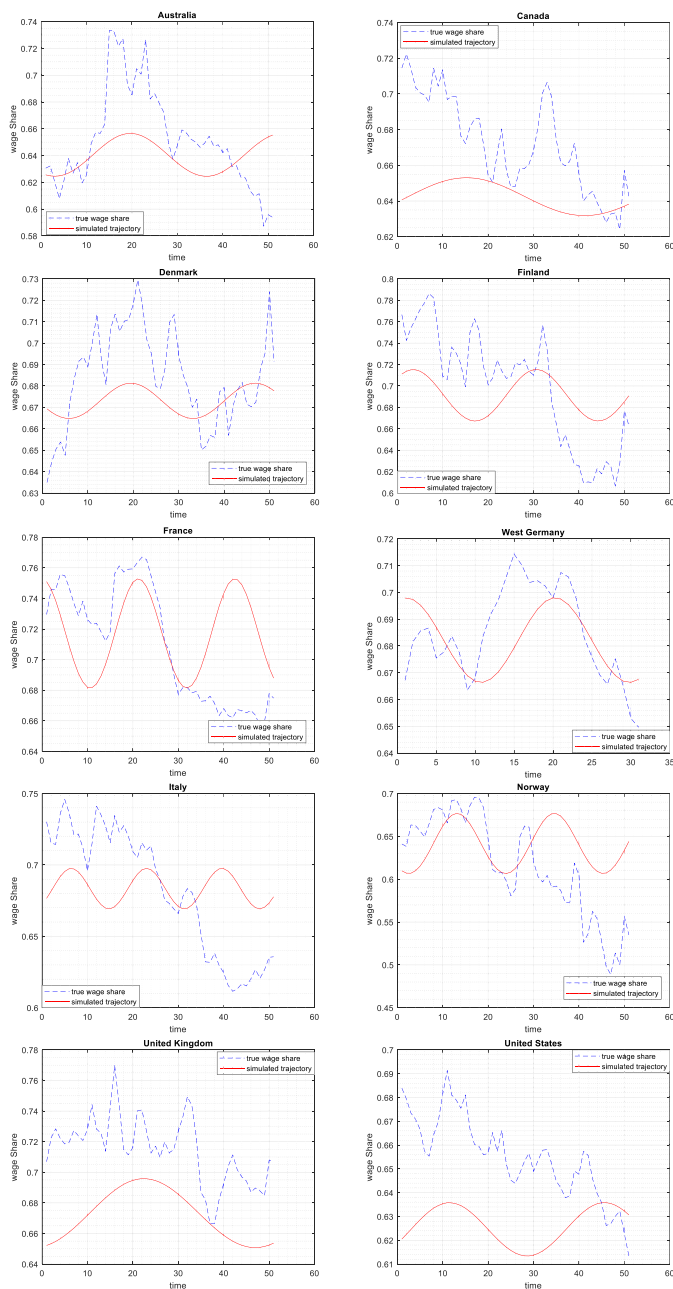 Australia
0.74
0.72
0.7
0.68
0.66
0.64
0.62
0.6
0.58
wage Share
true wage share
simulated trajectory
0 10 20 30 40 50 60
time
Canada
0.74
0.72
0.7
0.68
0.66
0.64
0.62
wage Share
true wage share
simulated trajectory
0 10 20 30 40 50 60
time
Denmark
0.73
0.72
0.71
0.7
0.69
0.68
0.67
0.66
0.65
0.64
0.63
wage Share
true wage share
simulated trajectory
0 10 20 30 40 50 60
time
Finland
0.8
0.78
0.76
0.74
0.72
0.7
0.68
0.66
0.64
0.62
0.6
wage Share
true wage share
simulated trajectory
0 10 20 30 40 50 60
time
France
0.78
0.76
0.74
0.72
0.7
0.68
0.66
0.64
wage Share
true wage share
simulated trajectory
0 10 20 30 40 50 60
time
West Germany
0.72
0.71
0.7
0.69
0.68
0.67
0.66
0.65
0.64
wage Share
true wage share
simulated trajectory
0 5 10 15 20 25 30 35
time
Italy
0.75
0.7
0.65
0.6
wage Share
true wage share
simulated trajectory
0 10 20 30 40 50 60
time
Norway
0.7
0.65
0.6
0.55
0.5
0.45
wage Share
true wage share
simulated trajectory
0 10 20 30 40 50 60
time
United Kingdom
0.78
0.76
0.74
0.72
0.7
0.68
0.66
0.64
wage Share
true wage share
simulated trajectory
0 10 20 30 40 50 60
time
United States
0.7
0.69
0.68
0.67
0.66
0.65
0.64
0.63
0.62
0.61
wage Share
true wage share
simulated trajectory
0 10 20 30 40 50 60
time